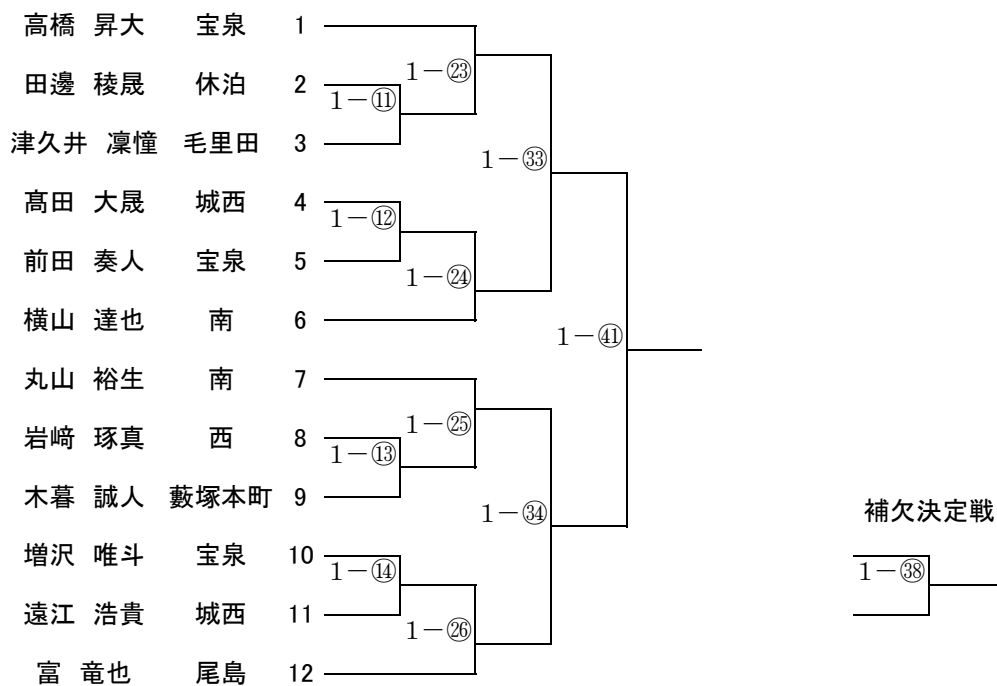 高橋 昇大 宝泉 1
1－㉓
田邊 稜晟 休泊 2
1－⑪
津久井 凜憧 毛里田 3
1－㉝
髙田 大晟 城西 4
1－⑫
前田 奏人 宝泉 5
1－㉔
横山 達也 南 6
1－㊶
丸山 裕生 南 7
1－㉕
岩﨑 琢真 西 8
1－⑬
木暮 誠人 藪塚本町 9
1－㉞
補欠決定戦
増沢 唯斗 宝泉 10
1－⑭
1－㊳
遠江 浩貴 城西 11
1－㉖
富 竜也 尾島 12